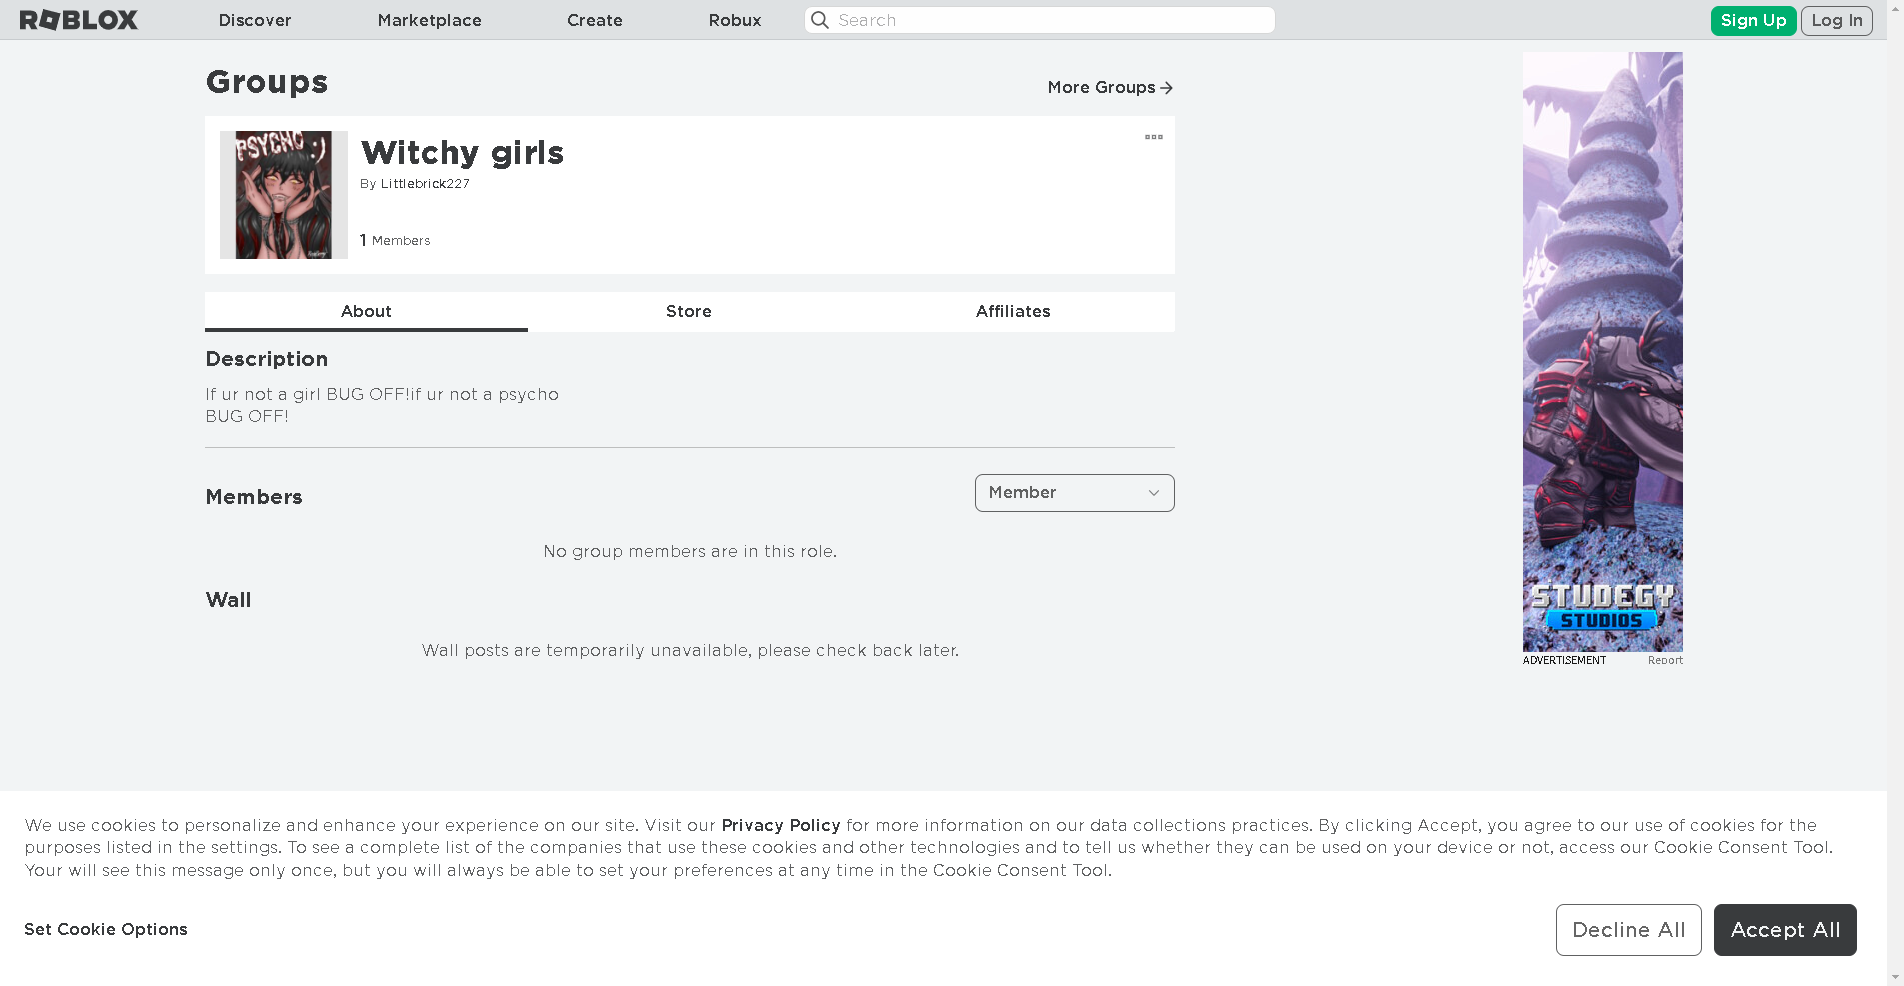 ROBLOX Discover Marketplace Create Robux Search Sign Up Log In
Groups
More Groups
PSYCHO :)
Witchy girls
By Littlebrick227
1 Members
About Store Affiliates
Description
If ur not a girl BUG OFF!if ur not a psycho
BUG OFF!
Members
Member
No group members are in this role.
Wall
Wall posts are temporarily unavailable, please check back later.
STUDEGY
STUDIOS
ADVERTISEMENT Report
We use cookies to personalize and enhance your experience on our site. Visit our Privacy Policy for more information on our data collections practices. By clicking Accept, you agree to our use of cookies for the
purposes listed in the settings. To see a complete list of the companies that use these cookies and other technologies and to tell us whether they can be used on your device or not, access our Cookie Consent Tool.
Your will see this message only once, but you will always be able to set your preferences at any time in the Cookie Consent Tool.
Set Cookie Options
Decline All
Accept All